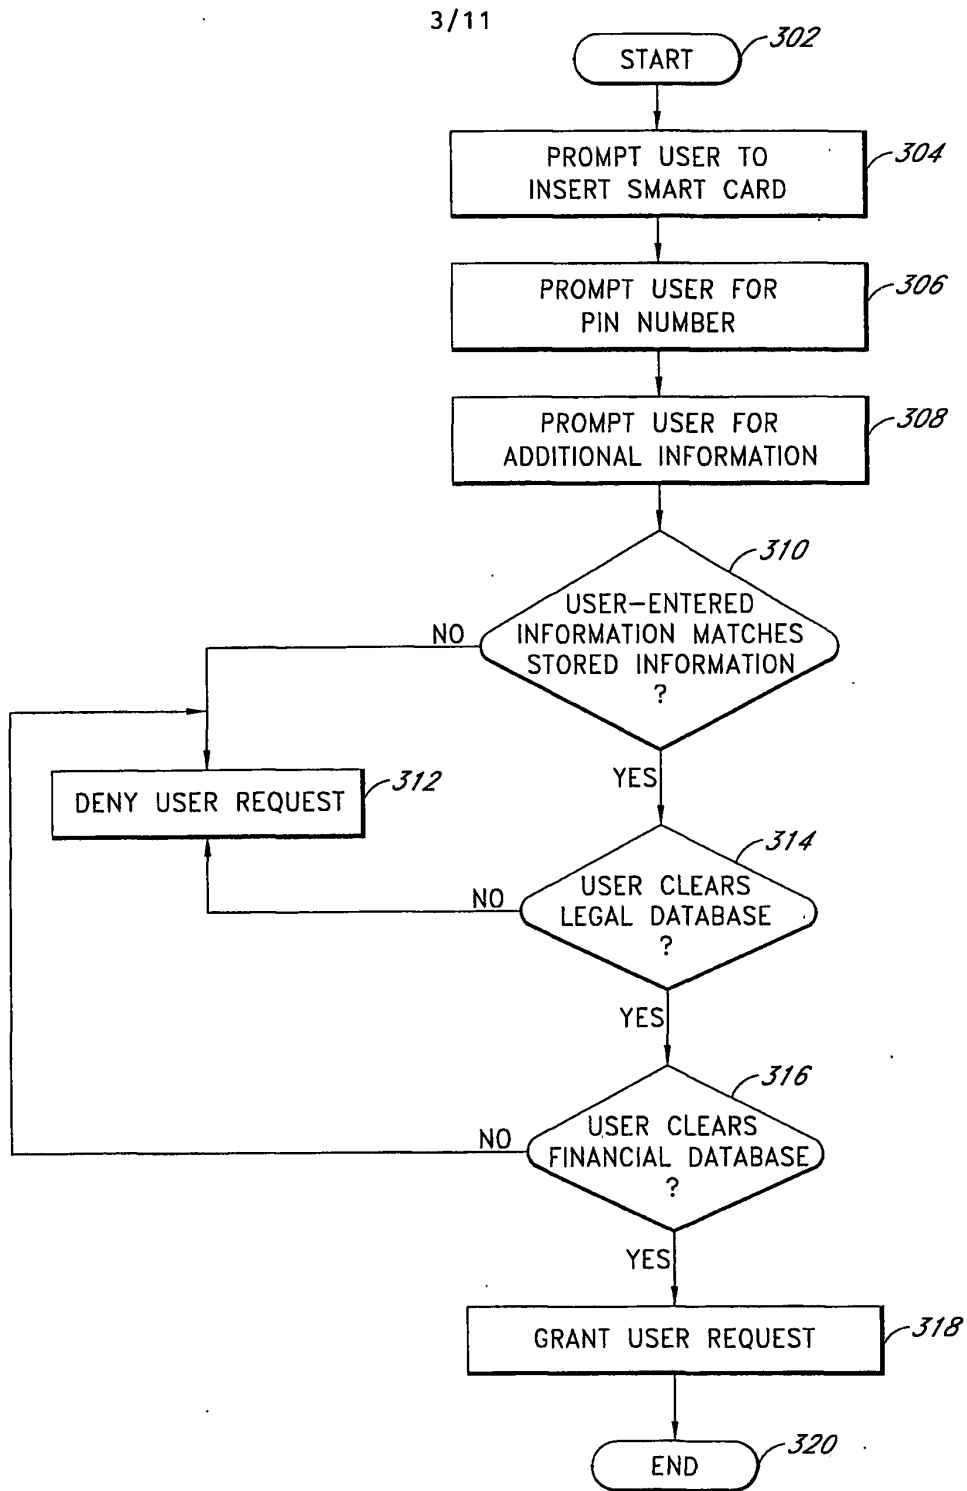 3/11
302
START
304
PROMPT USER TO
INSERT SMART CARD
306
PROMPT USER FOR
PIN NUMBER
308
PROMPT USER FOR
ADDITIONAL INFORMATION
310
USER-ENTERED
INFORMATION MATCHES
STORED INFORMATION
?
NO
YES
312
DENY USER REQUEST
314
USER CLEARS
LEGAL DATABASE
?
NO
YES
316
USER CLEARS
FINANCIAL DATABASE
?
NO
YES
318
GRANT USER REQUEST
320
END